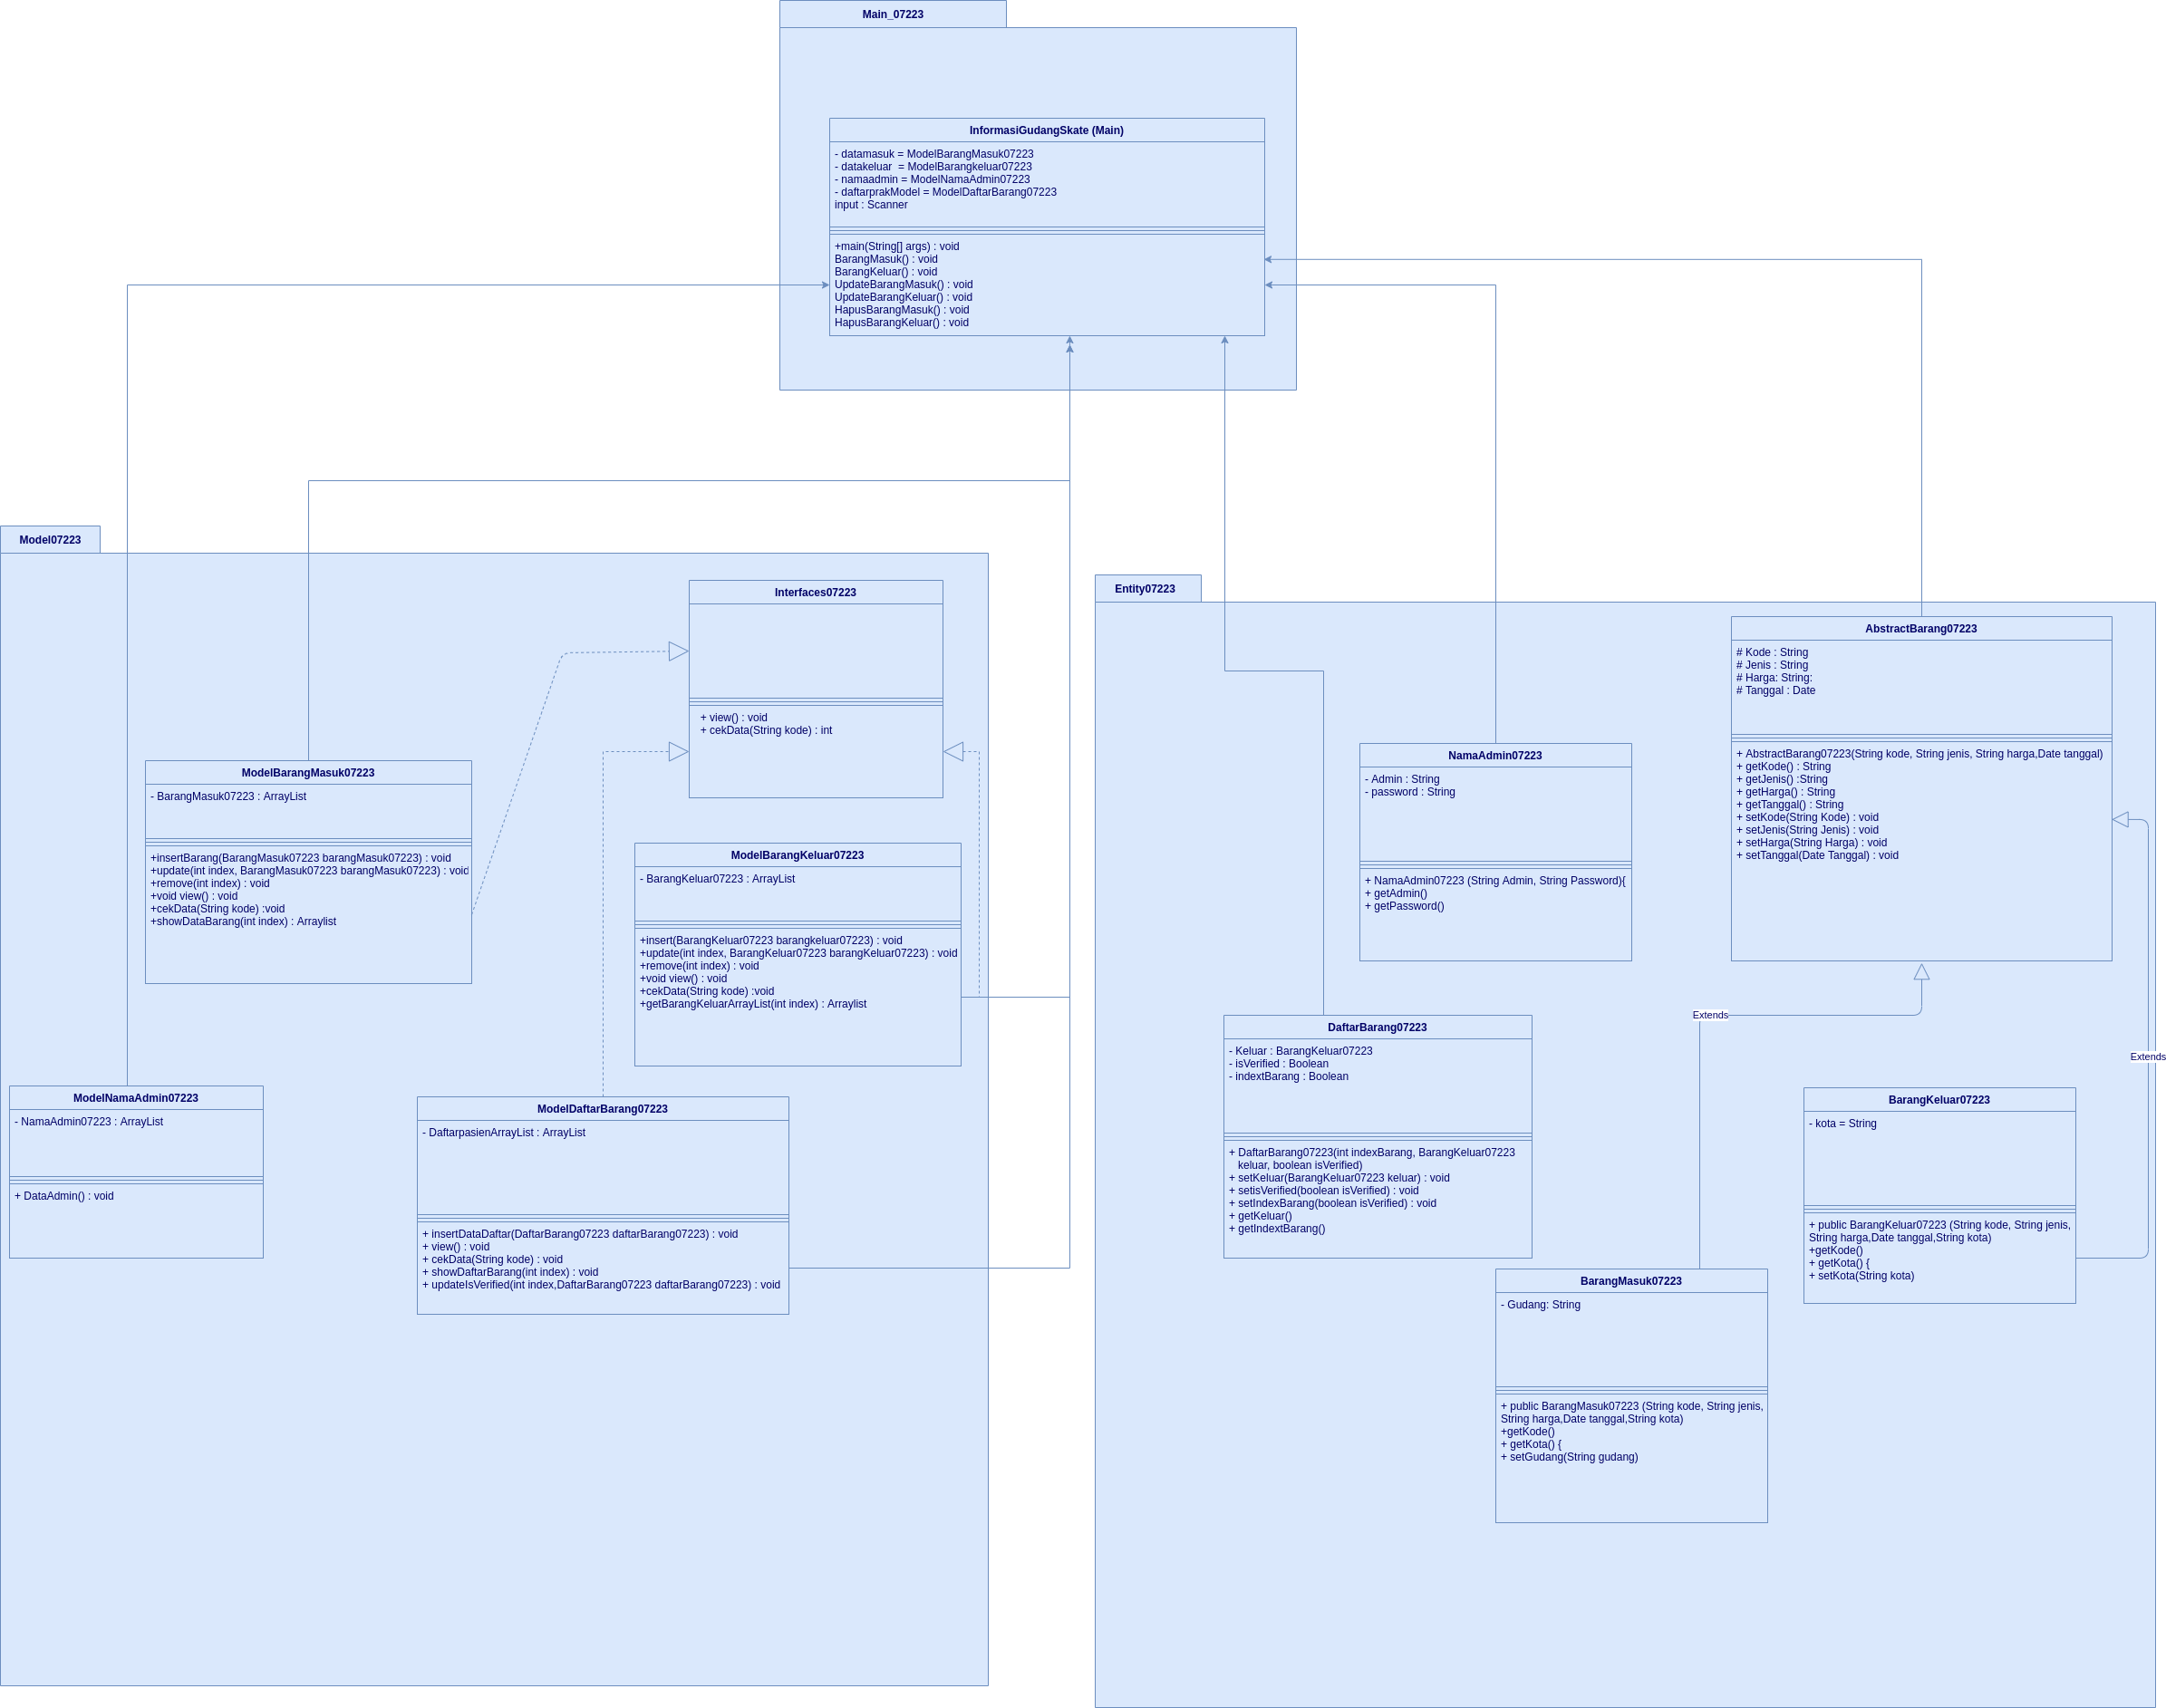 Main_07223
InformasiGudangSkate (Main)
- datamasuk = ModelBarangMasuk07223
- datakeluar  = ModelBarangkeluar07223
- namaadmin = ModelNamaAdmin07223
- daftarprakModel = ModelDaftarBarang07223
input : Scanner
+main(String[] args) : void
BarangMasuk() : void
BarangKeluar() : void
UpdateBarangMasuk() : void
UpdateBarangKeluar() : void
HapusBarangMasuk() : void
HapusBarangKeluar() : void
Model07223
Interfaces07223
+ view() : void
+ cekData(String kode) : int
ModelBarangMasuk07223
- BarangMasuk07223 : ArrayList
+insertBarang(BarangMasuk07223 barangMasuk07223) : void
+update(int index, BarangMasuk07223 barangMasuk07223) : void
+remove(int index) : void
+void view() : void
+cekData(String kode) :void
+showDataBarang(int index) : Arraylist
ModelBarangKeluar07223
- BarangKeluar07223 : ArrayList
+insert(BarangKeluar07223 barangkeluar07223) : void
+update(int index, BarangKeluar07223 barangKeluar07223) : void
+remove(int index) : void
+void view() : void
+cekData(String kode) :void
+getBarangKeluarArrayList(int index) : Arraylist
ModelNamaAdmin07223
- NamaAdmin07223 : ArrayList
+ DataAdmin() : void
ModelDaftarBarang07223
- DaftarpasienArrayList : ArrayList
+ insertDataDaftar(DaftarBarang07223 daftarBarang07223) : void
+ view() : void
+ cekData(String kode) : void
+ showDaftarBarang(int index) : void
+ updateIsVerified(int index,DaftarBarang07223 daftarBarang07223) : void
Entity07223
AbstractBarang07223
# Kode : String
# Jenis : String
# Harga: String:
# Tanggal : Date
+ AbstractBarang07223(String kode, String jenis, String harga,Date tanggal)
+ getKode() : String
+ getJenis() :String
+ getHarga() : String
+ getTanggal() : String
+ setKode(String Kode) : void
+ setJenis(String Jenis) : void
+ setHarga(String Harga) : void
+ setTanggal(Date Tanggal) : void
NamaAdmin07223
- Admin : String
- password : String
+ NamaAdmin07223 (String Admin, String Password){
+ getAdmin()
+ getPassword()
Extends
Extends
DaftarBarang07223
- Keluar : BarangKeluar07223
- isVerified : Boolean
- indextBarang : Boolean
+ DaftarBarang07223(int indexBarang, BarangKeluar07223
keluar, boolean isVerified)
+ setKeluar(BarangKeluar07223 keluar) : void
+ setisVerified(boolean isVerified) : void
+ setIndexBarang(boolean isVerified) : void
+ getKeluar()
+ getIndextBarang()
BarangKeluar07223
- kota = String
+ public BarangKeluar07223 (String kode, String jenis,
String harga,Date tanggal,String kota)
+getKode()
+ getKota() {
+ setKota(String kota)
BarangMasuk07223
- Gudang: String
+ public BarangMasuk07223 (String kode, String jenis,
String harga,Date tanggal,String kota)
+getKode()
+ getKota() {
+ setGudang(String gudang)